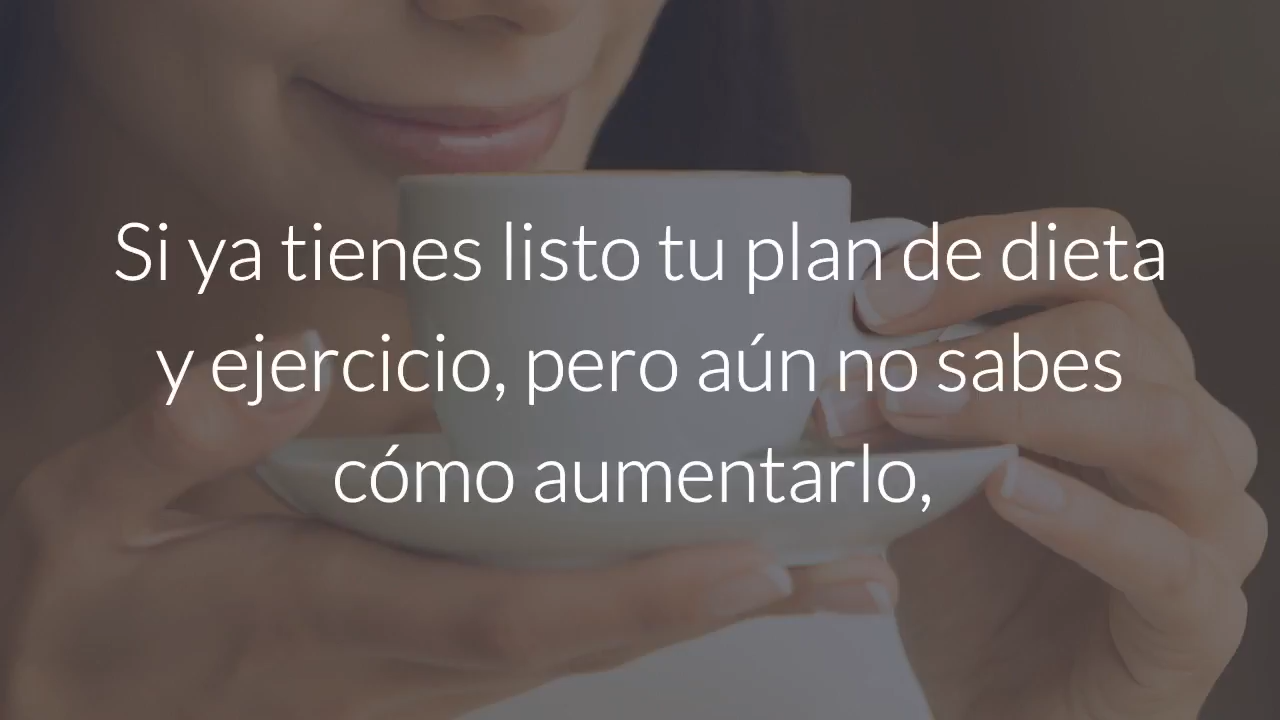 Si ya tienes listo tu plan de dieta
y ejercicio, pero aún no sabes
cómo aumentarlo,